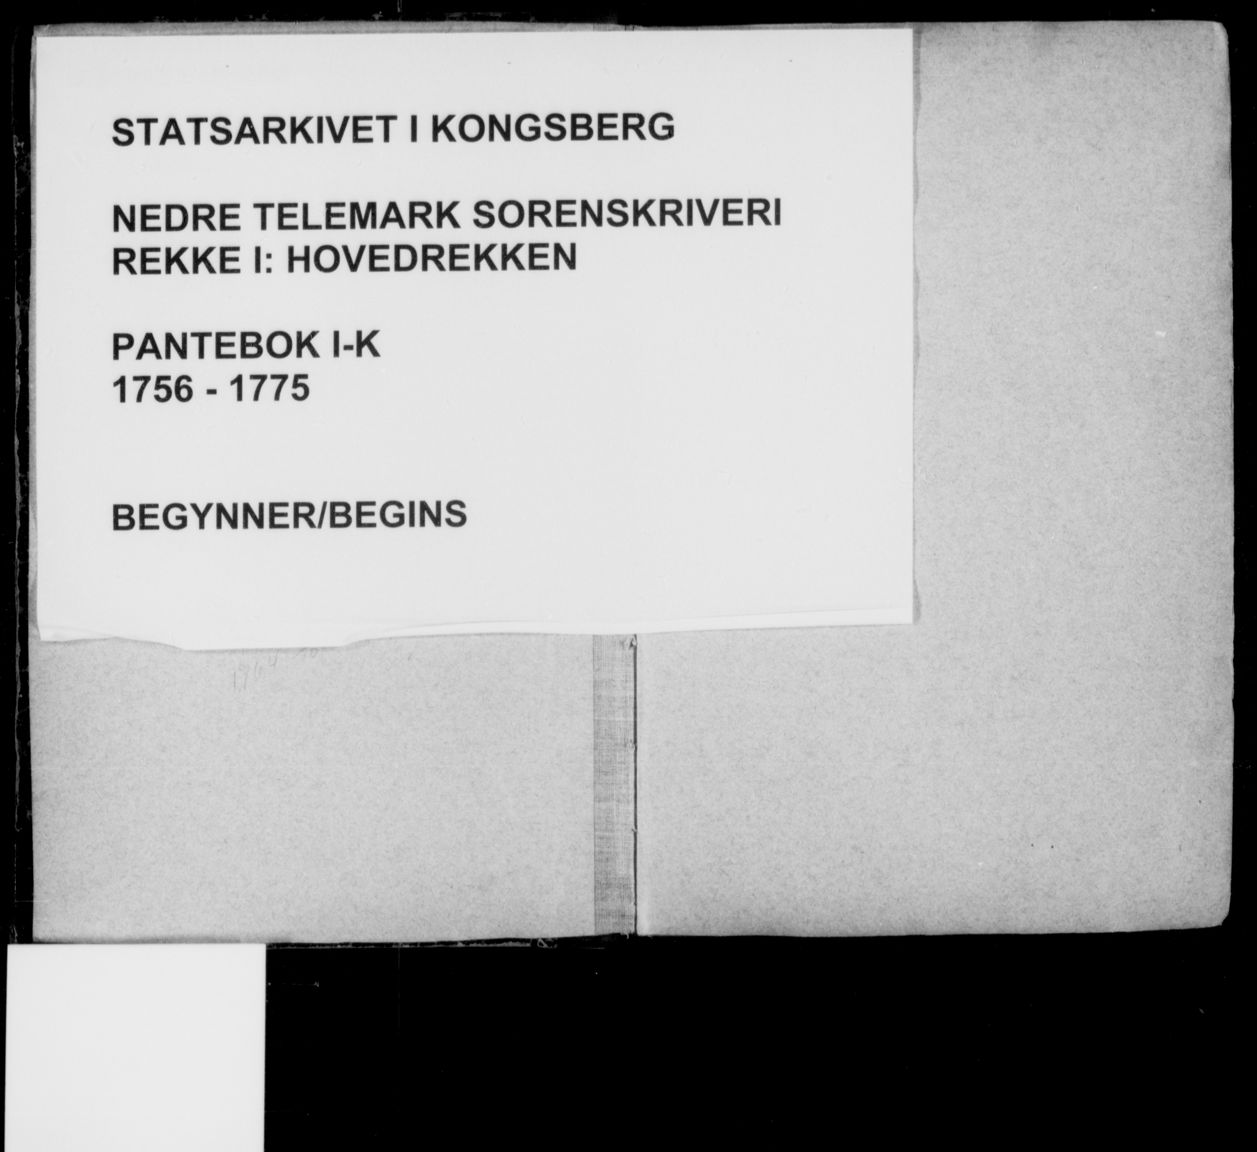 STATSARKIVET I KONGSBERG
NEDRE TELEMARK SORENSKRIVERI
REKKE I: HOVEDREKKEN
PANTEBOK I-K
1756 - 1775
BEGYNNER/BEGINS